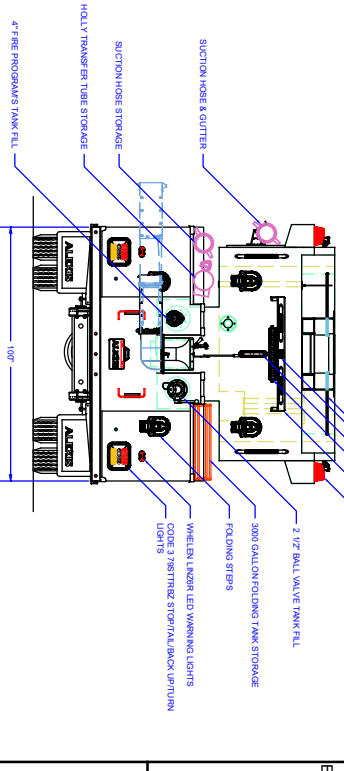 SUCTION HOSE & GUTTER
SUCTION HOSE STORAGE
HOLLY TRANSFER TUBE STORAGE
4" FIRE PROGRAM'S TANK FILL
100"
ALEXIS
ALEXIS
ALEXIS
2 1/2" BALL VALVE TANK FILL
3000 GALLON FOLDING TANK STORAGE
FOLDING STEPS
WHELEN LINZ6R LED WARNING LIGHTS
CODE 3 79STTRBZ STOP/TAIL/BACK UP/TURN
LIGHTS
E